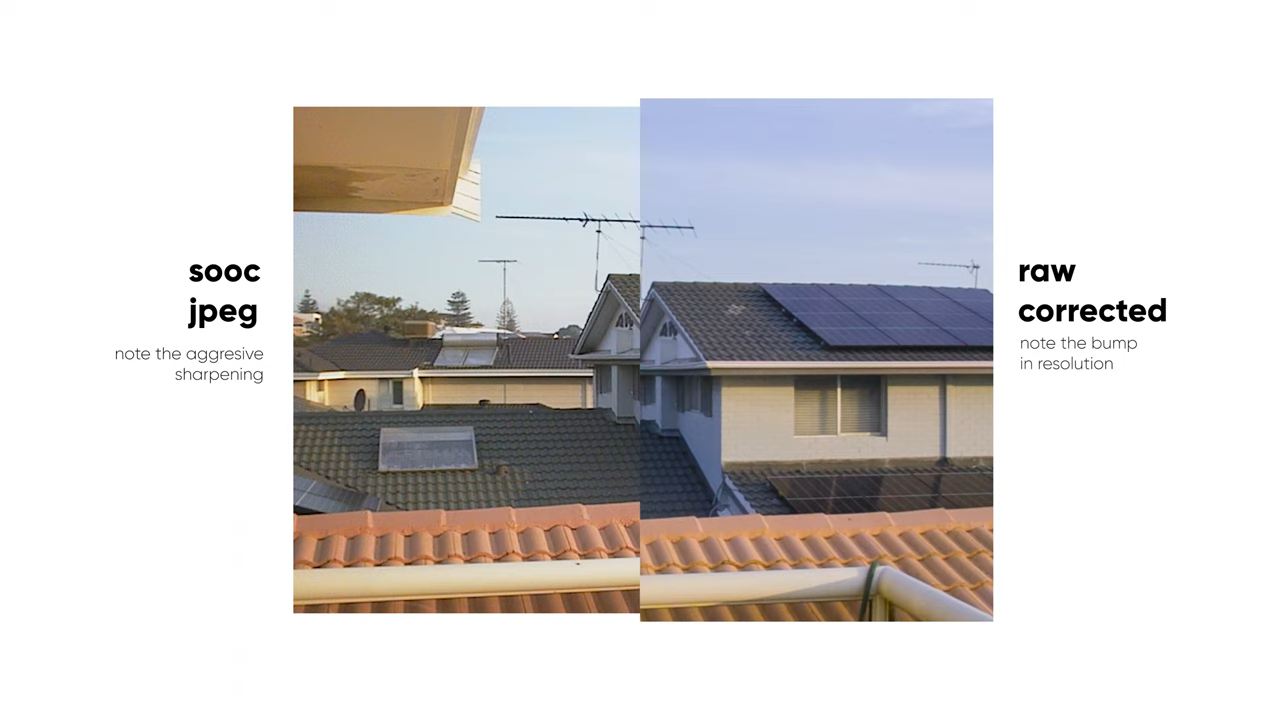 sooc
jpeg
note the aggresive
sharpening
raw
corrected
note the bump
in resolution